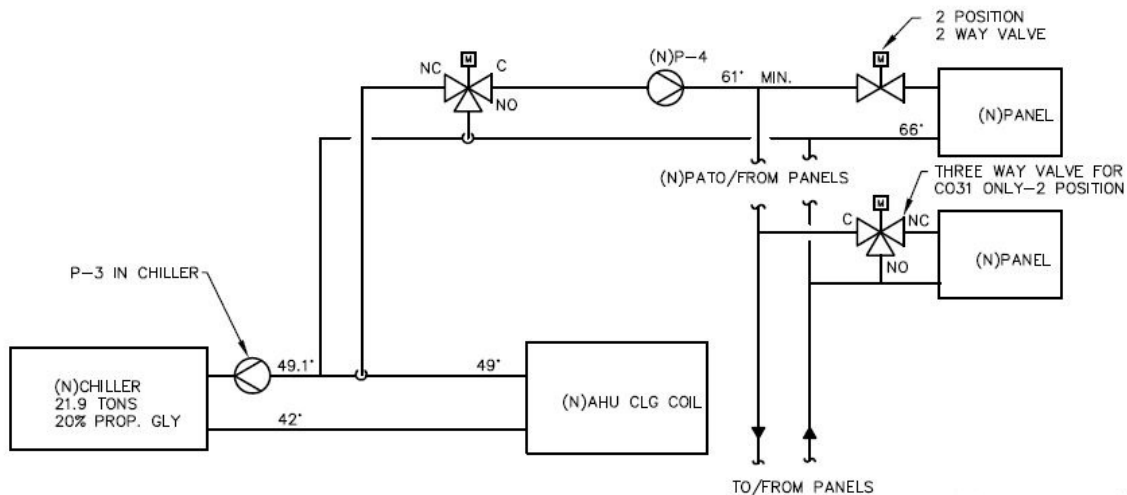 2 POSITION
2 WAY VALVE
M
M
NC
C
(N)P-4
61° MIN.
NO
66°
(N)PANEL
(N)PATO/FROM PANELS
THREE WAY VALVE FOR
CO31 ONLY-2 POSITION
M
C
NC
(N)PANEL
NO
P-3 IN CHILLER
49.1°
49°
(N)CHILLER
21.9 TONS
20% PROP. GLY
(N)AHU CLG COIL
42°
TO/FROM PANELS